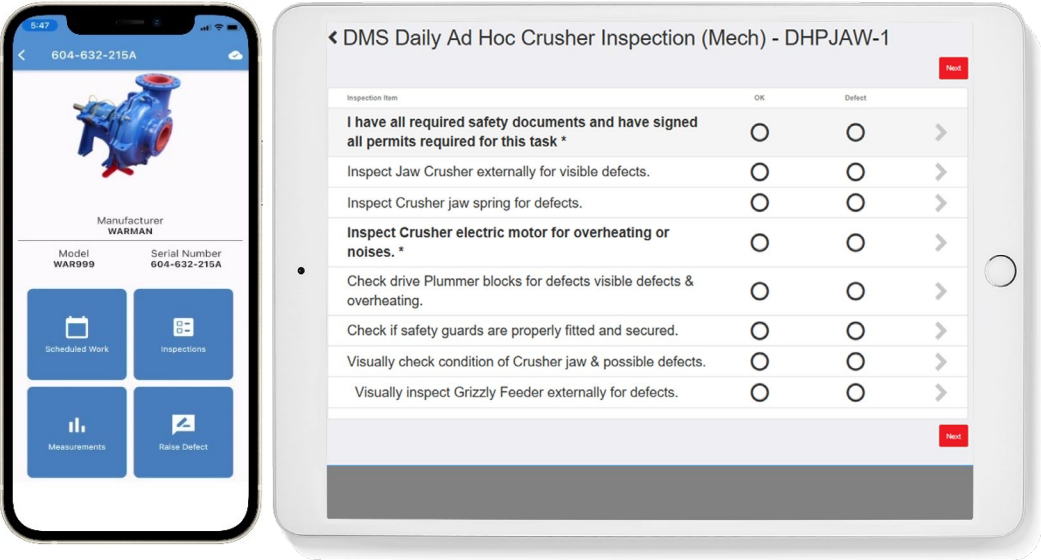 5:47
604-632-215A
Manufacturer
WARMAN
Model
Serial Number
WAR999
604-632-215A
Scheduled Work
Inspections
Measurements
Raise Defect
DMS Daily Ad Hoc Crusher Inspection (Mech) - DHPJAW-1
Next
Inspection Item
OK
Defect
I have all required safety documents and have signed
all permits required for this task *
Inspect Jaw Crusher externally for visible defects.
Inspect Crusher jaw spring for defects.
Inspect Crusher electric motor for overheating or
noises. *
Check drive Plummer blocks for defects visible defects &
overheating.
Check if safety guards are properly fitted and secured.
Visually check condition of Crusher jaw & possible defects.
Visually inspect Grizzly Feeder externally for defects.
Next